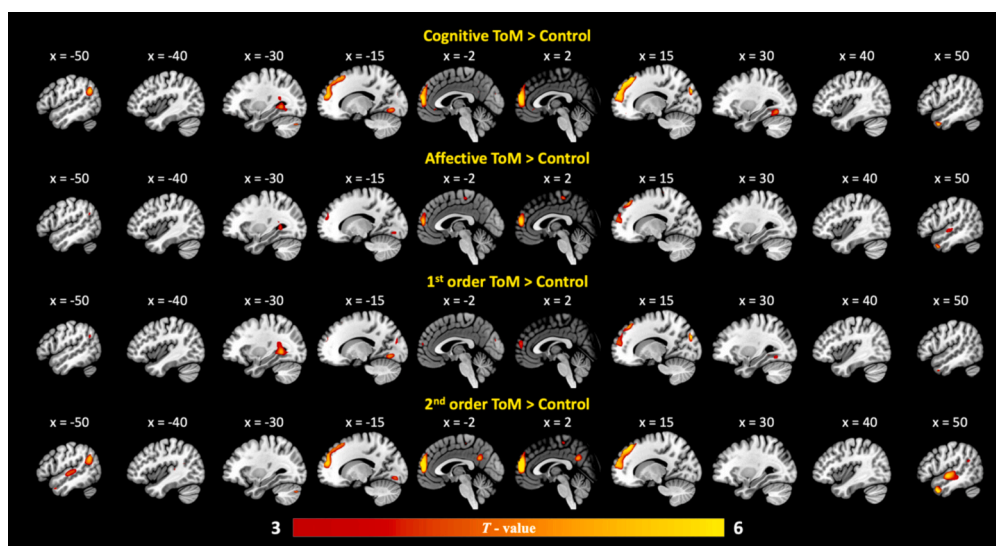 Cognitive ToM > Control
x = -50 x = -40 x = -30 x = -15 x = -2 x = 2 x = 15 x = 30 x = 40 x = 50
Affective ToM > Control
x = -50 x = -40 x = -30 x = -15 x = -2 x = 2 x = 15 x = 30 x = 40 x = 50
1st order ToM > Control
x = -50 x = -40 x = -30 x = -15 x = -2 x = 2 x = 15 x = 30 x = 40 x = 50
2nd order ToM > Control
x = -50 x = -40 x = -30 x = -15 x = -2 x = 2 x = 15 x = 30 x = 40 x = 50
3 T - value 6